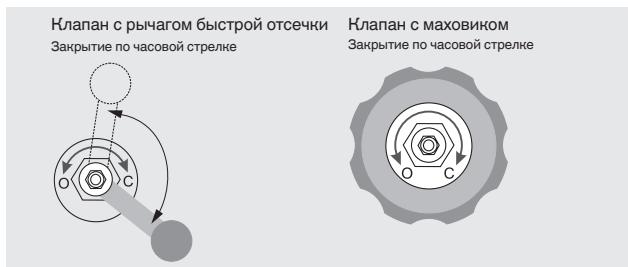 Клапан с рычагом быстрой отсечки
Закрытие по часовой стрелке
O C
Клапан с маховиком
Закрытие по часовой стрелке
O C